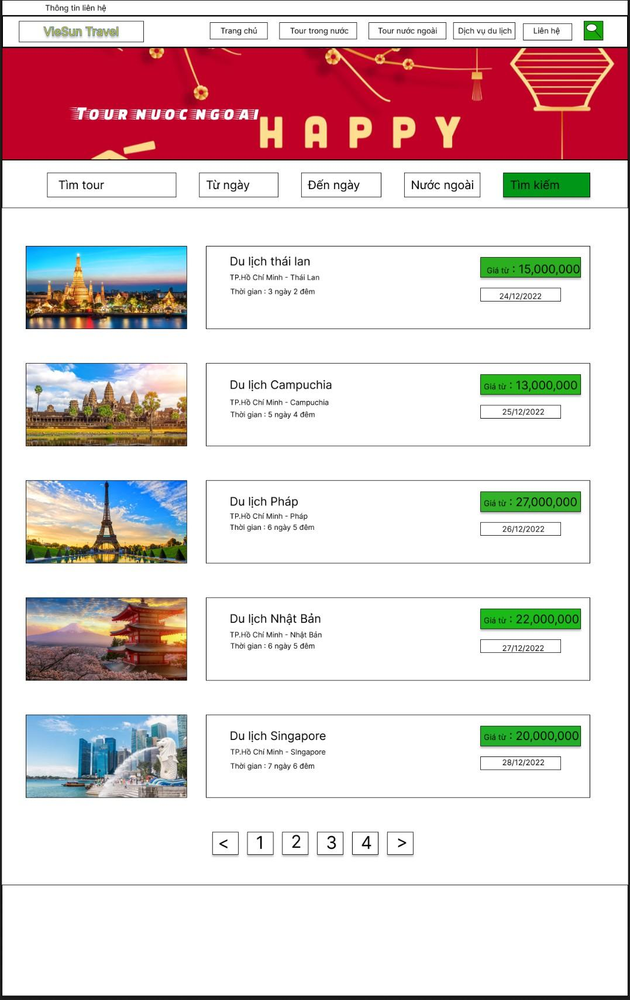 Thông tin liên hệ
VieSun Travel
Trang chủ
Tour trong nước
Tour nước ngoài
Dịch vụ du lịch
Liên hệ
TOUR NUOC NGOAI
HAPPY
Tìm tour
Từ ngày
Đến ngày
Nước ngoài
Tìm kiếm
Du lịch thái lan
TP.Hồ Chí Minh - Thái Lan
Thời gian : 3 ngày 2 đêm
Giá từ : 15,000,000
24/12/2022
Du lịch Campuchia
TP.Hồ Chí Minh - Campuchia
Thời gian : 5 ngày 4 đêm
Giá từ : 13,000,000
25/12/2022
Du lịch Pháp
TP.Hồ Chí Minh - Pháp
Thời gian : 6 ngày 5 đêm
Giá từ : 27,000,000
26/12/2022
Du lịch Nhật Bản
TP.Hồ Chí Minh - Nhật Bản
Thời gian : 6 ngày 5 đêm
Giá từ : 22,000,000
27/12/2022
Du lịch Singapore
TP.Hồ Chí Minh - SIngapore
Thời gian : 7 ngày 6 đêm
Giá từ : 20,000,000
28/12/2022
< 1 2 3 4 >